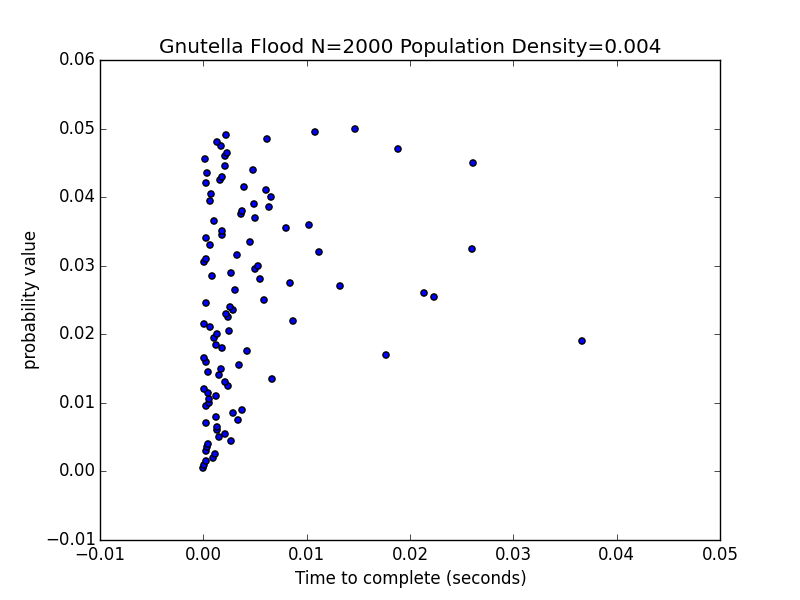 Gnutella Flood N=2000 Population Density=0.004
0.06
0.05
0.04
0.03
0.02
0.01
0.00
−0.01
probability value
−0.01 0.00 0.01 0.02 0.03 0.04 0.05
Time to complete (seconds)